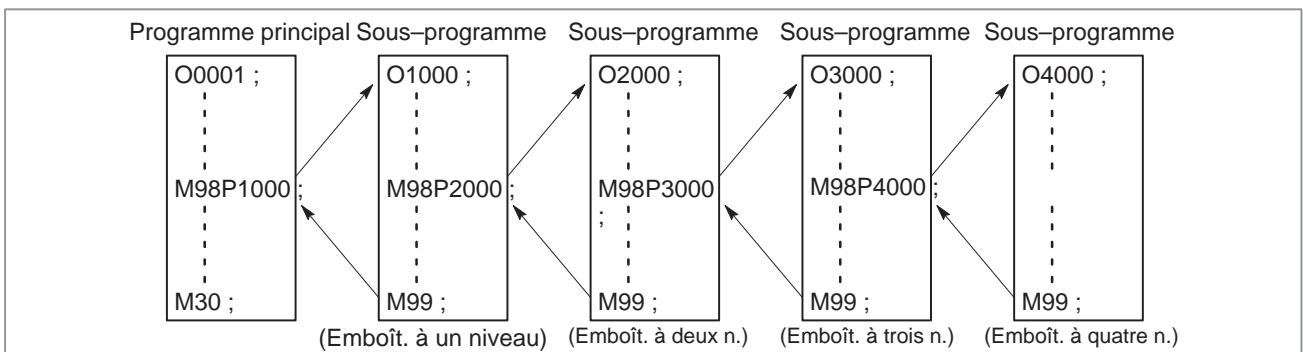 Programme principal Sous–programme Sous–programme Sous–programme Sous–programme
O0001 ; O1000 ; O2000 ; O3000 ; O4000 ;
M98P1000 ; M98P2000 ; M98P3000 M98P4000 ;
;
M30 ; M99 ; M99 ; M99 ; M99 ;
(Emboît. à un niveau) (Emboît. à deux n.) (Emboît. à trois n.) (Emboît. à quatre n.)